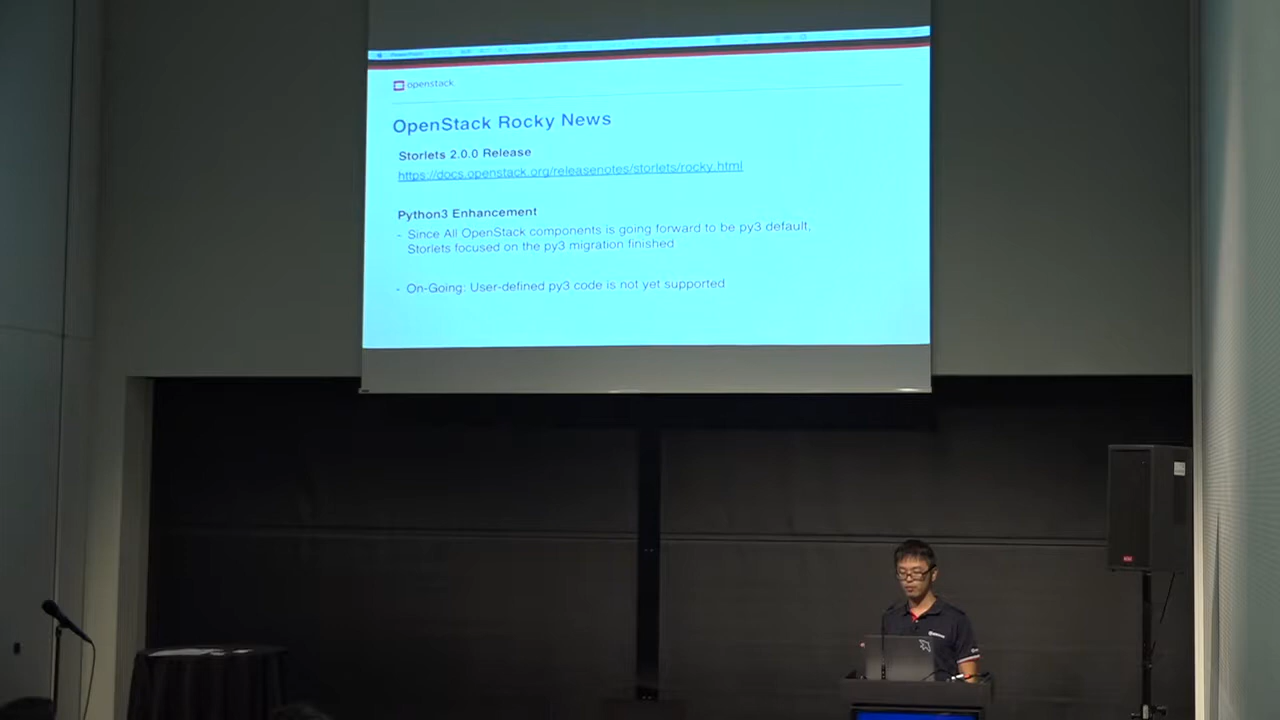 openstack.
OpenStack Rocky News
Storlets 2.0.0 Release
https://docs.openstack.org/releasenotes/storlets/rocky.html
Python3 Enhancement
- Since All OpenStack components is going forward to be py3 default,
Storlets focused on the py3 migration finished
- On-Going: User-defined py3 code is not yet supported